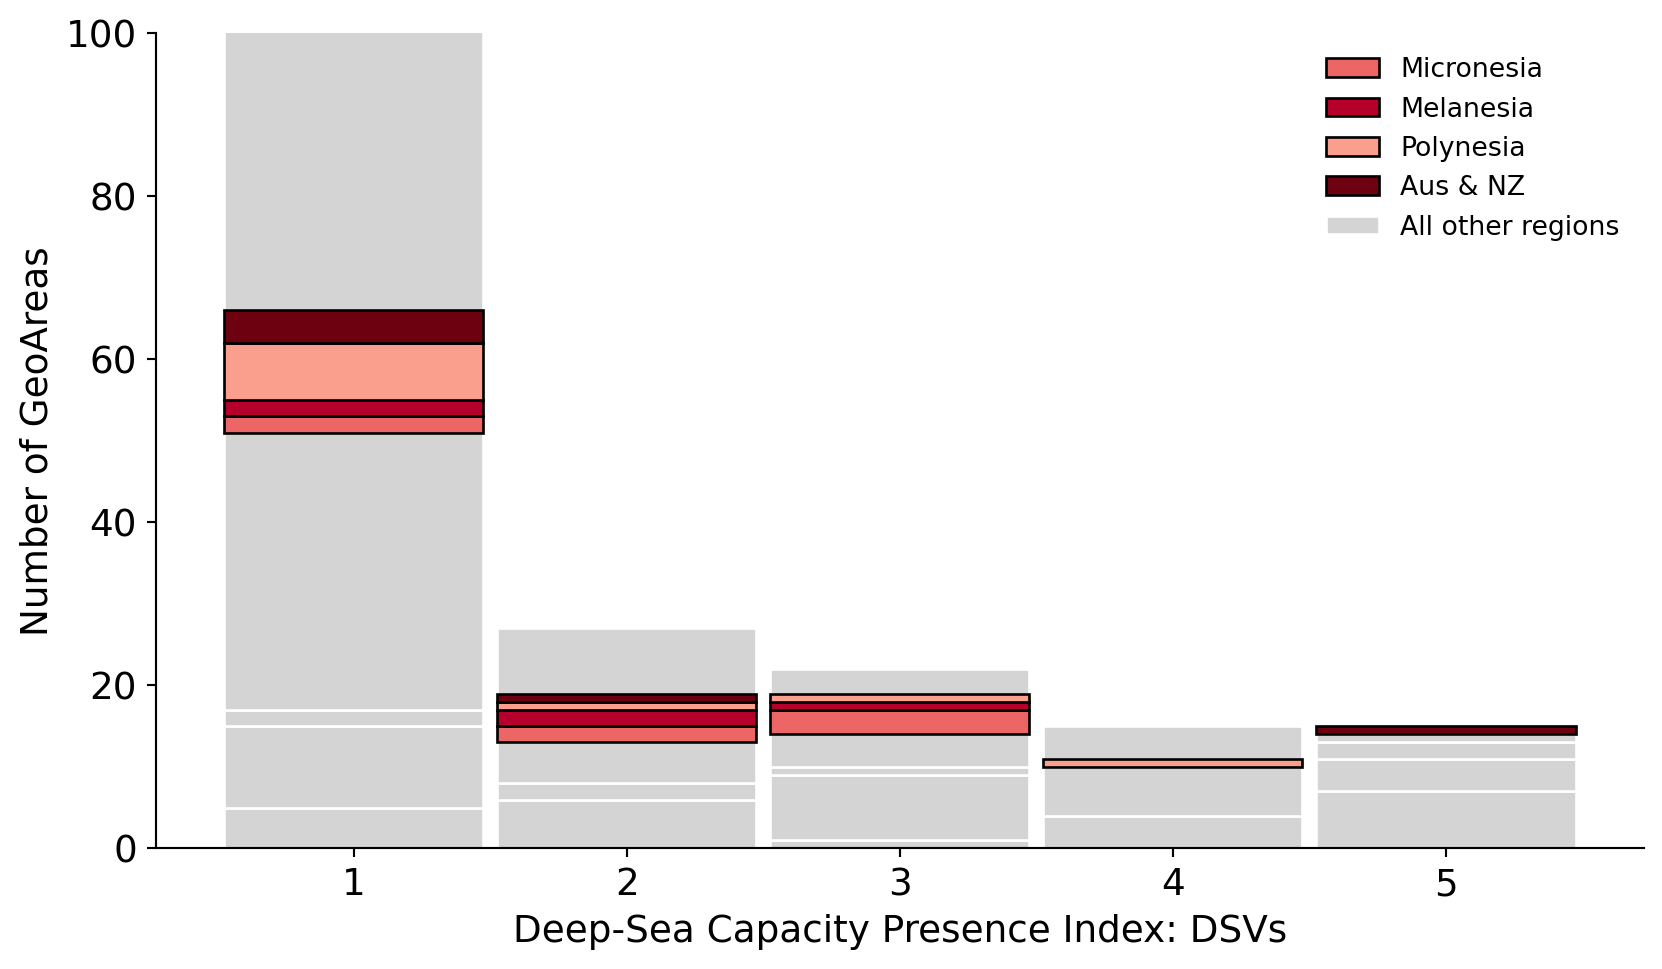 100
80
60
40
20
0
Number of GeoAreas
Micronesia
Melanesia
Polynesia
Aus & NZ
All other regions
1 2 3 4 5
Deep-Sea Capacity Presence Index: DSVs